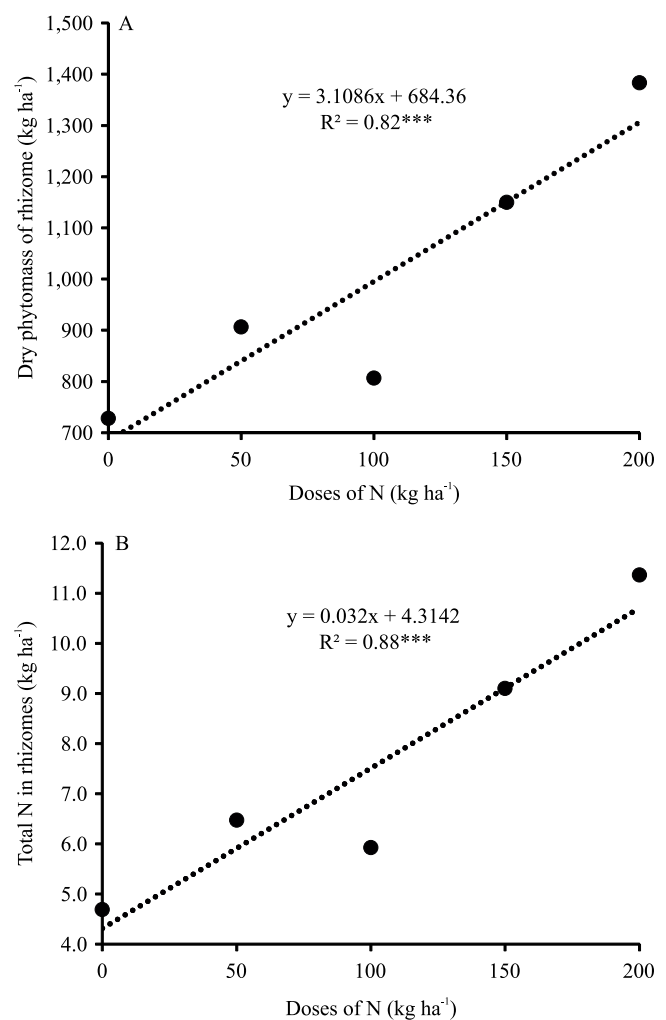 A
1,500
1,400
1,300
1,200
1,100
1,000
900
800
700
Dry phytomass of rhizome (kg ha⁻¹)
y = 3.1086x + 684.36
R² = 0.82***
0 50 100 150 200
Doses of N (kg ha⁻¹)
B
12.0
11.0
10.0
9.0
8.0
7.0
6.0
5.0
4.0
Total N in rhizomes (kg ha⁻¹)
y = 0.032x + 4.3142
R² = 0.88***
0 50 100 150 200
Doses of N (kg ha⁻¹)